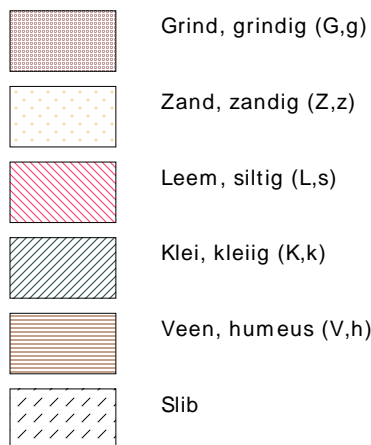 Grind, grindig (G,g)
Zand, zandig (Z,z)
Leem, siltig (L,s)
Klei, kleiig (K,k)
Veen, humeus (V,h)
Slib